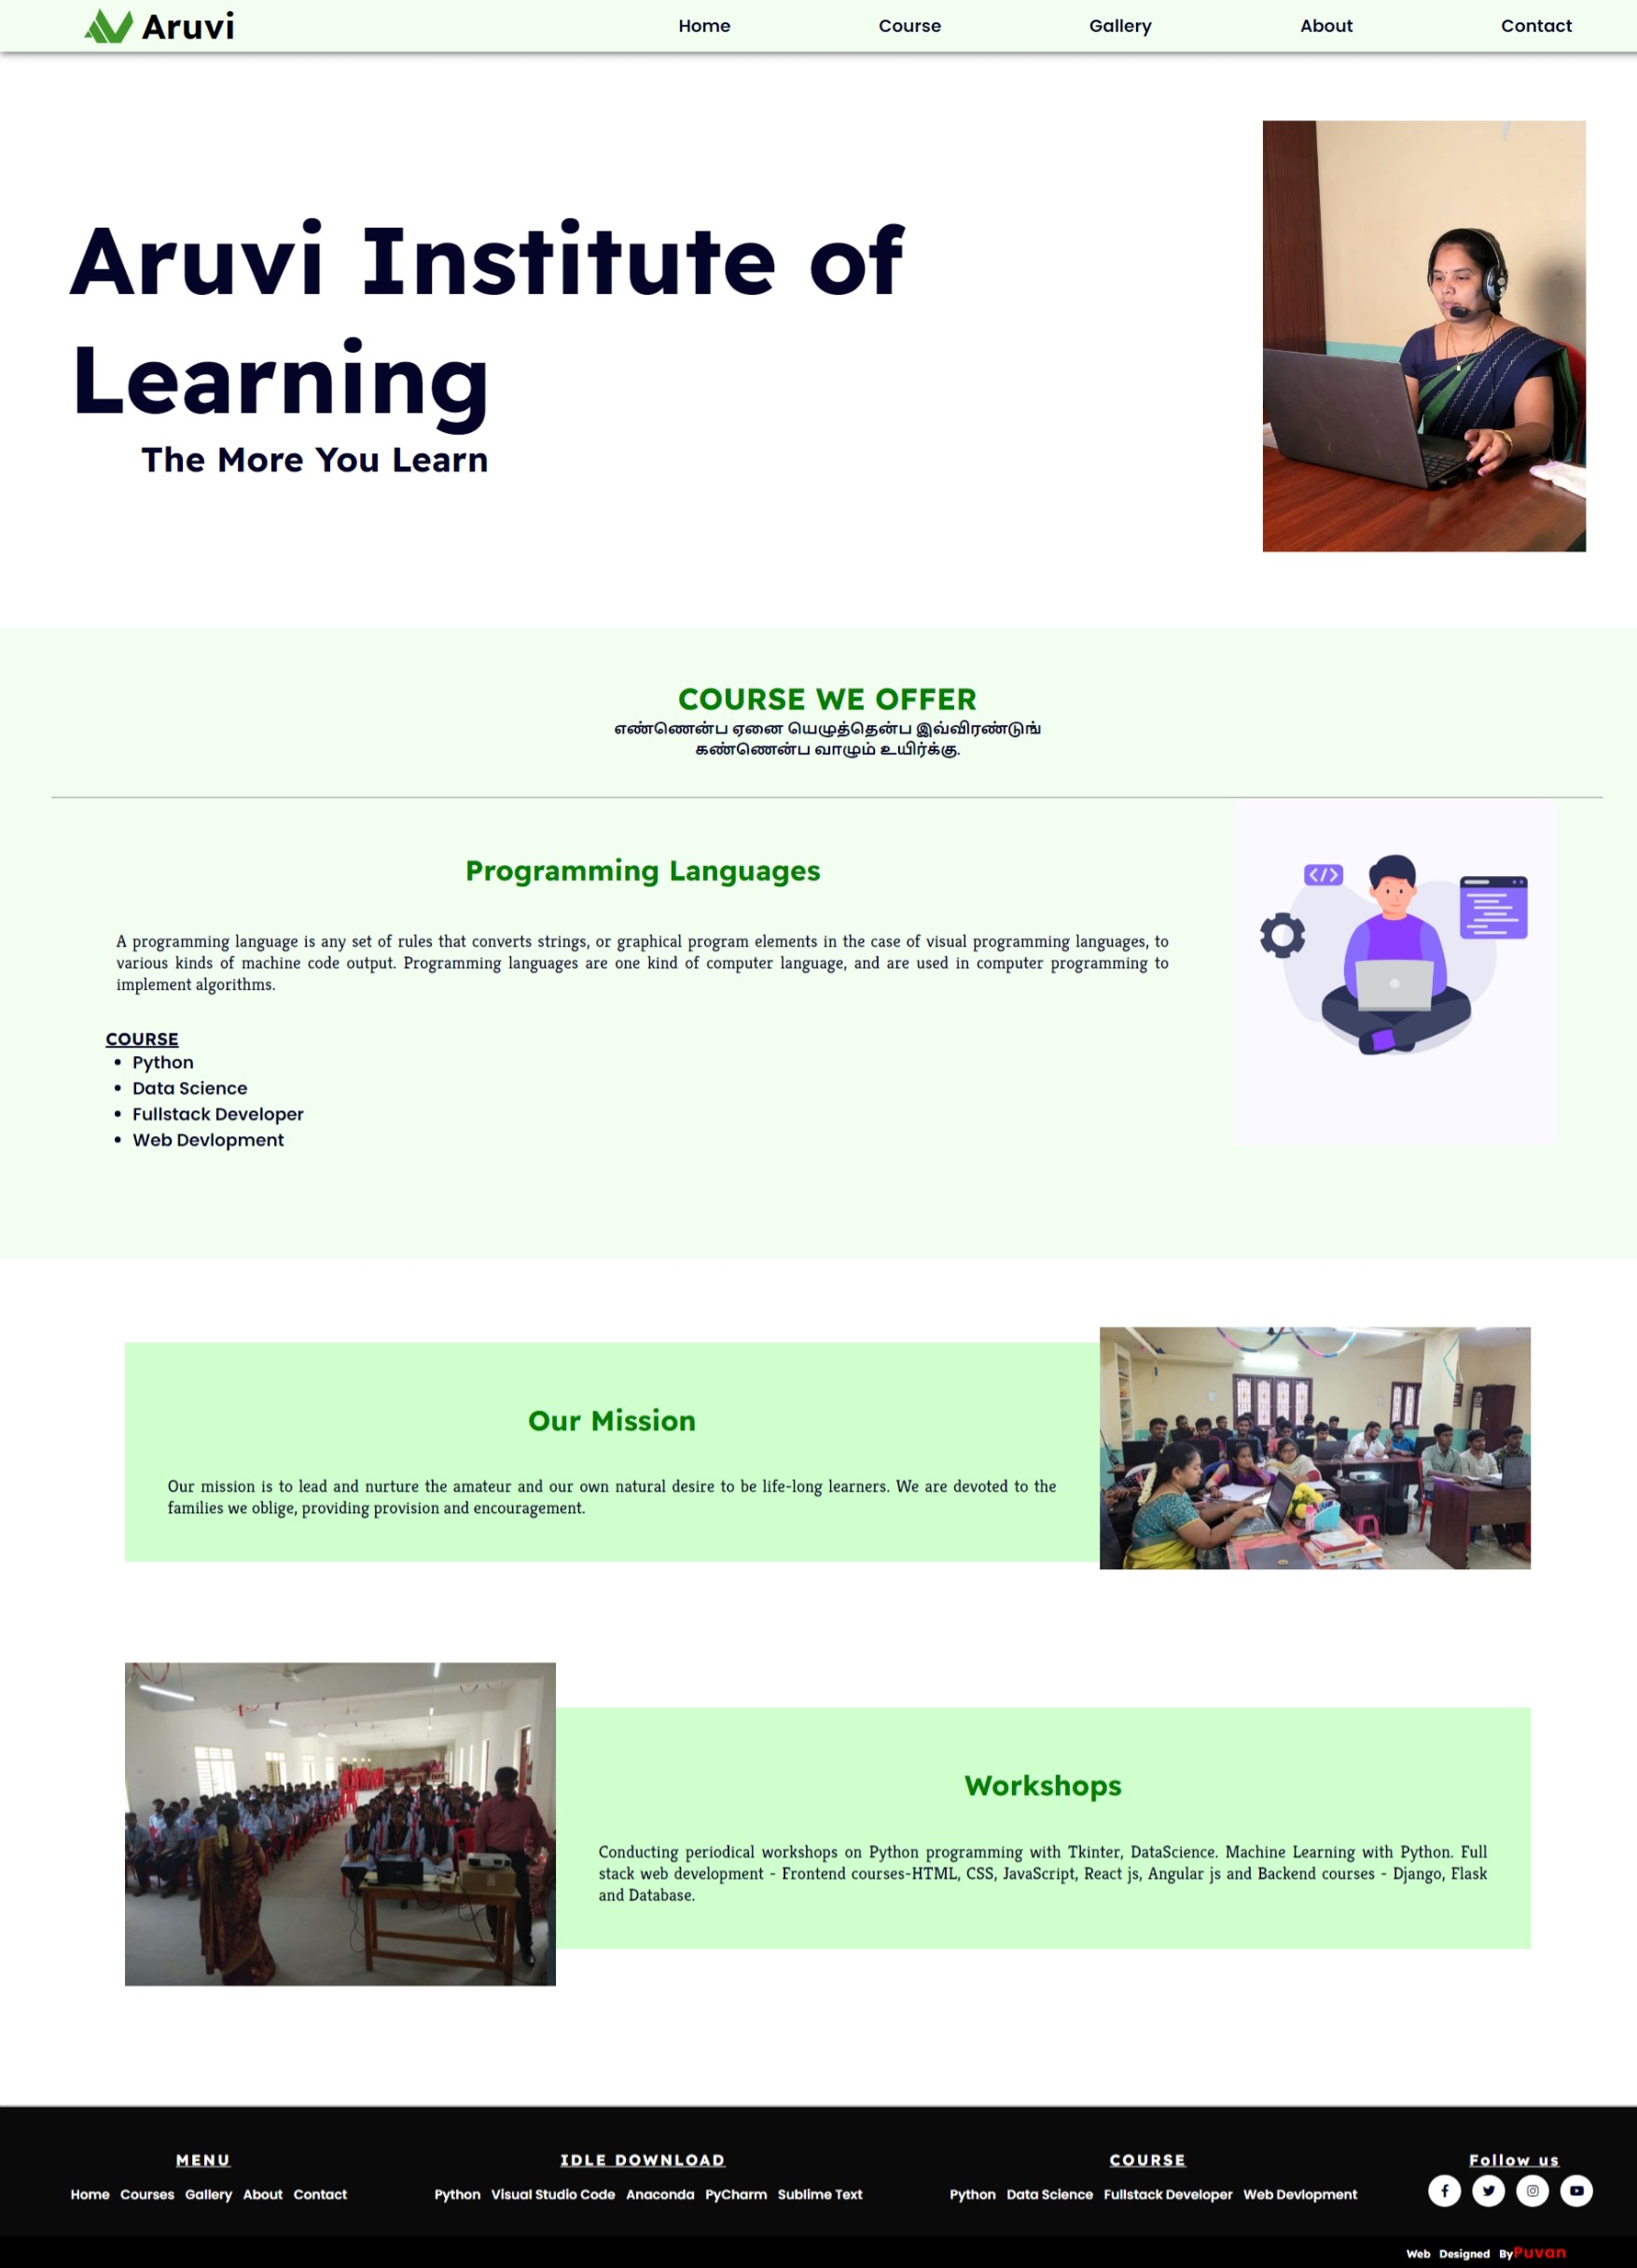 Aruvi
Home Course Gallery About Contact
Aruvi Institute of
Learning
The More You Learn
COURSE WE OFFER
எண்ணென்ப ஏனை யெழுத்தென்ப இவ்விரண்டுங்
கண்ணென்ப வாழும் உயிர்க்கு.
Programming Languages
A programming language is any set of rules that converts strings, or graphical program elements in the case of visual programming languages, to
various kinds of machine code output. Programming languages are one kind of computer language, and are used in computer programming to
implement algorithms.
COURSE
Python
Data Science
Fullstack Developer
Web Devlopment
</>
Our Mission
Our mission is to lead and nurture the amateur and our own natural desire to be life-long learners. We are devoted to the
families we oblige, providing provision and encouragement.
Workshops
Conducting periodical workshops on Python programming with Tkinter, DataScience. Machine Learning with Python. Full
stack web development - Frontend courses-HTML, CSS, JavaScript, React js, Angular js and Backend courses - Django, Flask
and Database.
MENU
Home Courses Gallery About Contact
IDLE DOWNLOAD
Python Visual Studio Code Anaconda PyCharm Sublime Text
COURSE
Python Data Science Fullstack Developer Web Devlopment
Follow us
Web Designed ByPuvan